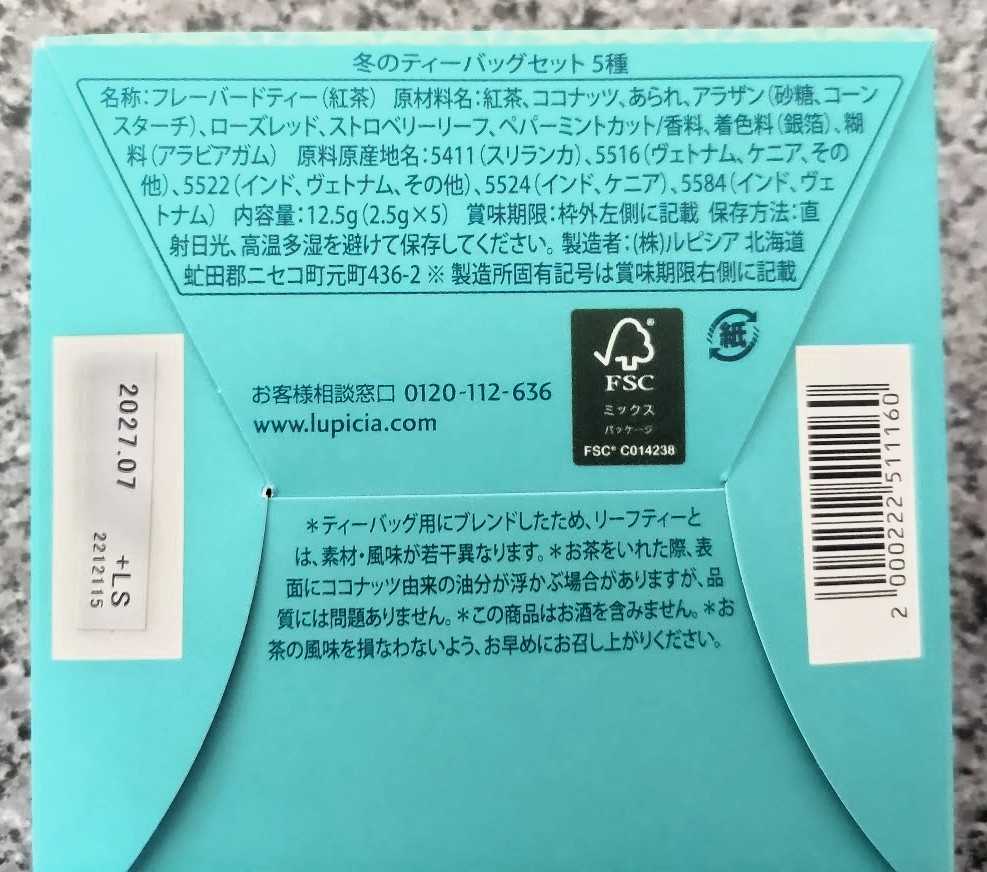 冬のティーバッグセット 5種
名称：フレーバードティー（紅茶） 原材料名：紅茶、ココナッツ、あられ、アラザン（砂糖、コーン
スターチ）、ローズレッド、ストロベリーリーフ、ペパーミントカット/香料、着色料（銀箔）、糊
料（アラビアガム） 原料原産地名：5411（スリランカ）、5516（ヴェトナム、ケニア、その
他）、5522（インド、ヴェトナム、その他）、5524（インド、ケニア）、5584（インド、ヴェ
トナム） 内容量：12.5g（2.5g×5） 賞味期限：枠外左側に記載 保存方法：直
射日光、高温多湿を避けて保存してください。製造者：（株）ルピシア 北海道
虻田郡ニセコ町元町436-2 ※ 製造所固有記号は賞味期限右側に記載
お客様相談窓口 0120-112-636
www.lupicia.com
®
FSC
ミックス
パッケージ
FSC® C014238
紙
2027.07 +LS
2212115
2 000222 511160
＊ティーバッグ用にブレンドしたため、リーフティーと
は、素材・風味が若干異なります。＊お茶をいれた際、表
面にココナッツ由来の油分が浮かぶ場合がありますが、品
質には問題ありません。＊この商品はお酒を含みません。＊お
茶の風味を損なわないよう、お早めにお召し上がりください。